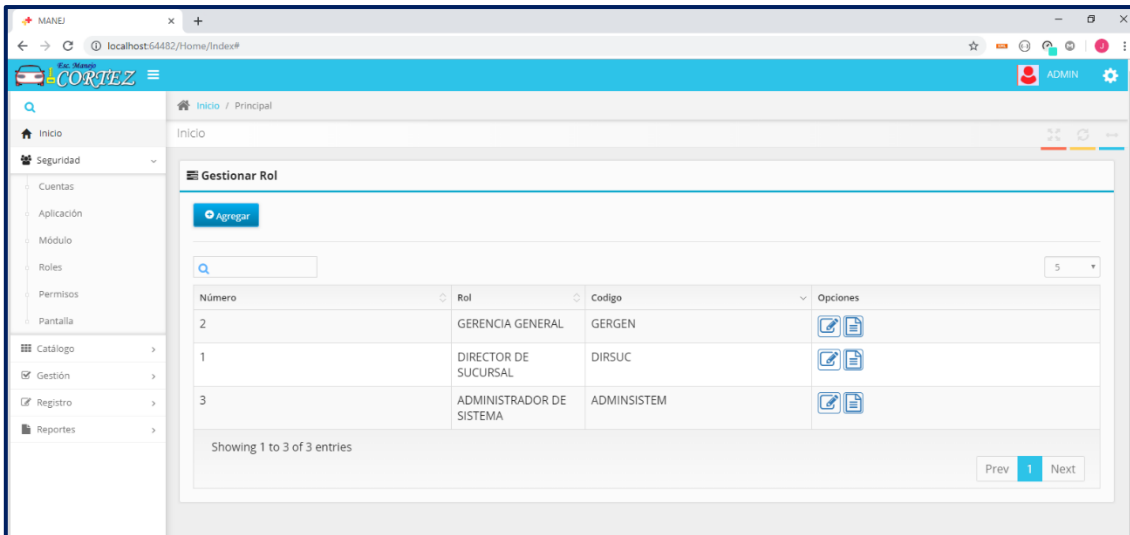 MANEJ
localhost:64482/Home/Index#
Esc. Manejo
CORTEZ
ADMIN
Inicio / Principal
Inicio
Inicio
Seguridad
Cuentas
Aplicación
Módulo
Roles
Permisos
Pantalla
Catálogo
Gestión
Registro
Reportes
Gestionar Rol
Agregar
5
Número Rol Codigo Opciones
2 GERENCIA GENERAL GERGEN
1 DIRECTOR DE DIRSUC
SUCURSAL
3 ADMINISTRADOR DE ADMINSISTEM
SISTEMA
Showing 1 to 3 of 3 entries
Prev 1 Next